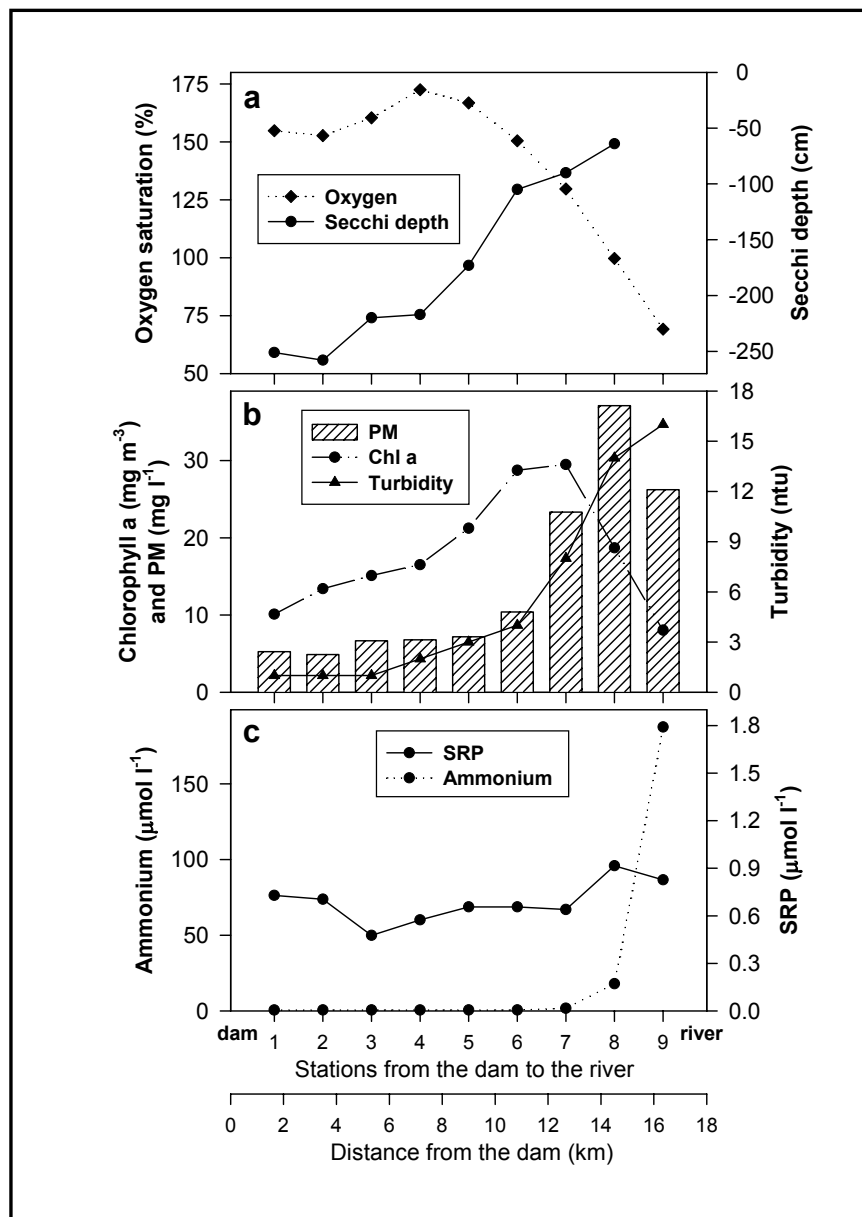 175
150
125
100
75
50
Oxygen saturation (%)
a
Oxygen
Secchi depth
0
-50
-100
-150
-200
-250
Secchi depth (cm)
30
20
10
0
Chlorophyll a (mg m⁻³)
and PM (mg l⁻¹)
b
PM
Chl a
Turbidity
18
15
12
9
6
3
0
Turbidity (ntu)
150
100
50
0
Ammonium (μmol l⁻¹)
c
SRP
Ammonium
1.8
1.5
1.2
0.9
0.6
0.3
0.0
SRP (μmol l⁻¹)
dam 1 2 3 4 5 6 7 8 9 river
Stations from the dam to the river
0 2 4 6 8 10 12 14 16 18
Distance from the dam (km)